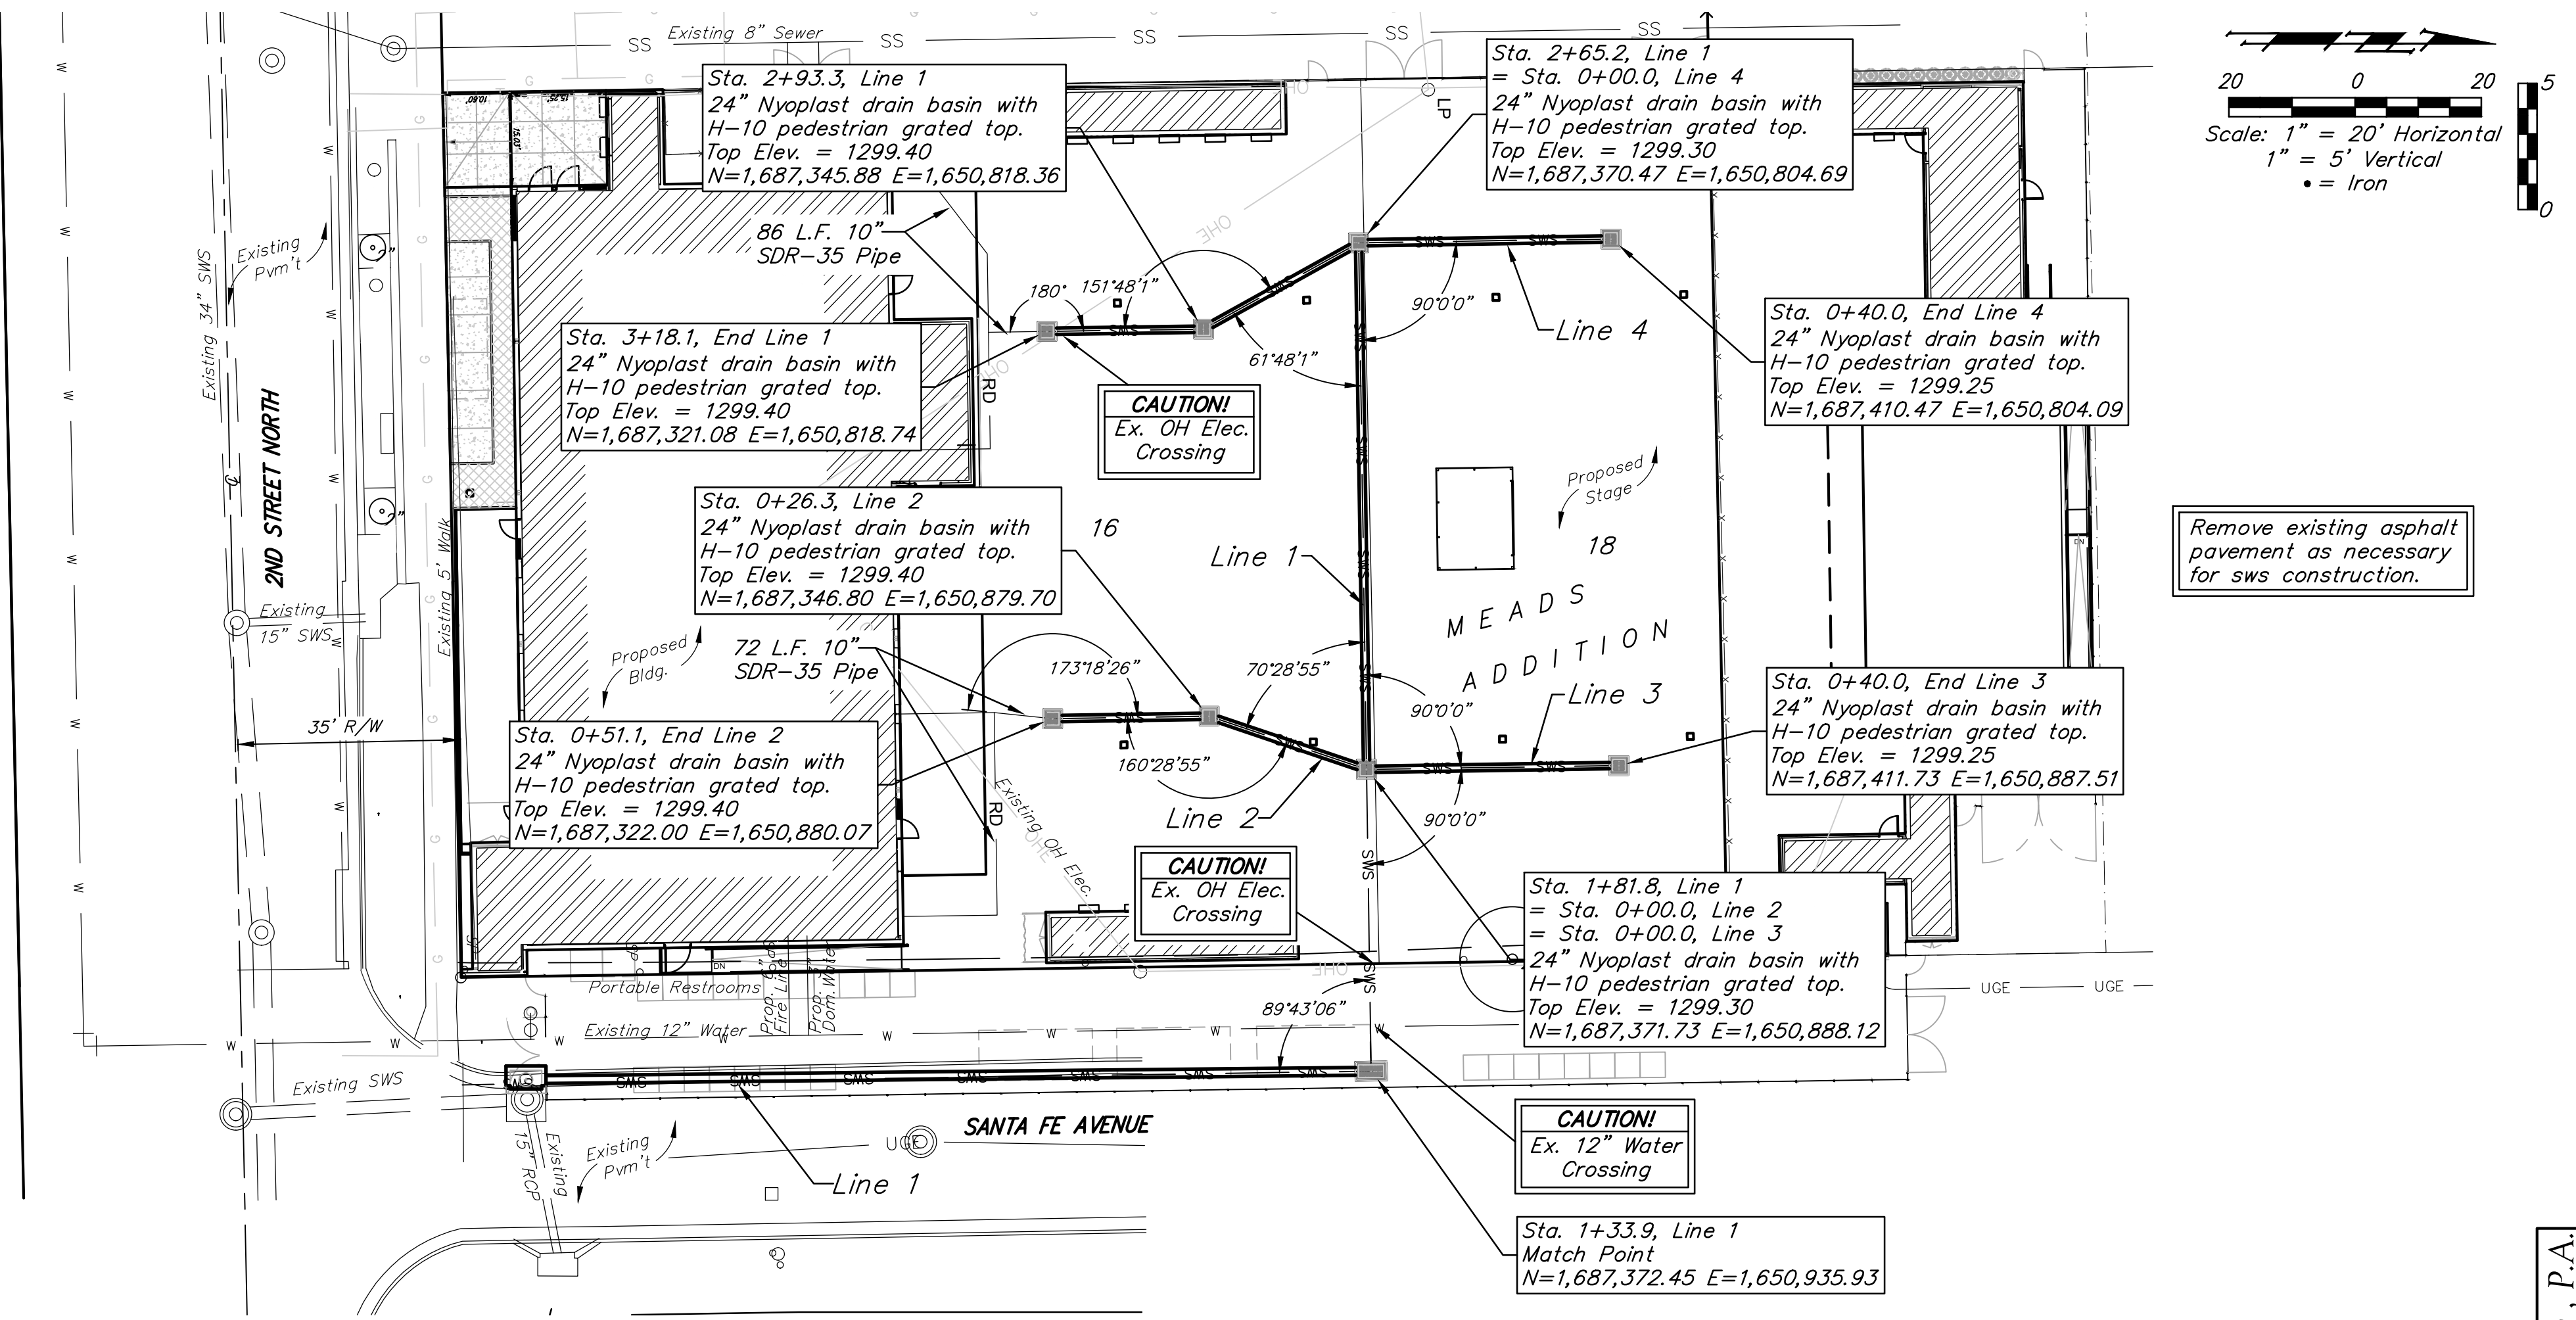 Existing 8" Sewer
SS
SS
SS
SS
SS
Sta. 2+93.3, Line 1
24" Nyoplast drain basin with
H-10 pedestrian grated top.
Top Elev. = 1299.40
N=1,687,345.88 E=1,650,818.36
Sta. 2+65.2, Line 1
= Sta. 0+00.0, Line 4
24" Nyoplast drain basin with
H-10 pedestrian grated top.
Top Elev. = 1299.30
N=1,687,370.47 E=1,650,804.69
20 0 20
Scale: 1" = 20' Horizontal
1" = 5' Vertical
• = Iron
5
0
LP
10.60'
15.25'
15.03'
Existing
Pvm't
Existing 34" SWS
2ND STREET NORTH
Existing 5' Walk
86 L.F. 10"
SDR-35 Pipe
OHE
180°
151°48'1"
61°48'1"
90°0'0"
Line 4
Sta. 3+18.1, End Line 1
24" Nyoplast drain basin with
H-10 pedestrian grated top.
Top Elev. = 1299.40
N=1,687,321.08 E=1,650,818.74
RD
CAUTION!
Ex. OH Elec.
Crossing
Sta. 0+40.0, End Line 4
24" Nyoplast drain basin with
H-10 pedestrian grated top.
Top Elev. = 1299.25
N=1,687,410.47 E=1,650,804.09
Sta. 0+26.3, Line 2
24" Nyoplast drain basin with
H-10 pedestrian grated top.
Top Elev. = 1299.40
N=1,687,346.80 E=1,650,879.70
16
Line 1
Proposed
Stage
18
MEADS
ADDITION
Remove existing asphalt
pavement as necessary
for sws construction.
Existing
15" SWS
Proposed
Bldg.
72 L.F. 10"
SDR-35 Pipe
173°18'26"
70°28'55"
90°0'0"
Line 3
160°28'55"
35' R/W
Sta. 0+51.1, End Line 2
24" Nyoplast drain basin with
H-10 pedestrian grated top.
Top Elev. = 1299.40
N=1,687,322.00 E=1,650,880.07
RD
Existing OH Elec.
OHE
Line 2
90°0'0"
Sta. 0+40.0, End Line 3
24" Nyoplast drain basin with
H-10 pedestrian grated top.
Top Elev. = 1299.25
N=1,687,411.73 E=1,650,887.51
CAUTION!
Ex. OH Elec.
Crossing
Sta. 1+81.8, Line 1
= Sta. 0+00.0, Line 2
= Sta. 0+00.0, Line 3
24" Nyoplast drain basin with
H-10 pedestrian grated top.
Top Elev. = 1299.30
N=1,687,371.73 E=1,650,888.12
DN
DN
Portable Restrooms
Fire Line
Dom.Water
OHE
89°43'06"
UGE
UGE
Existing 12" Water
Existing SWS
SWS
SWS
SWS
SWS
SWS
SWS
SWS
Existing
15" RCP
Existing
Pvm't
UGE
SANTA FE AVENUE
Line 1
CAUTION!
Ex. 12" Water
Crossing
Sta. 1+33.9, Line 1
Match Point
N=1,687,372.45 E=1,650,935.93
, P.A.